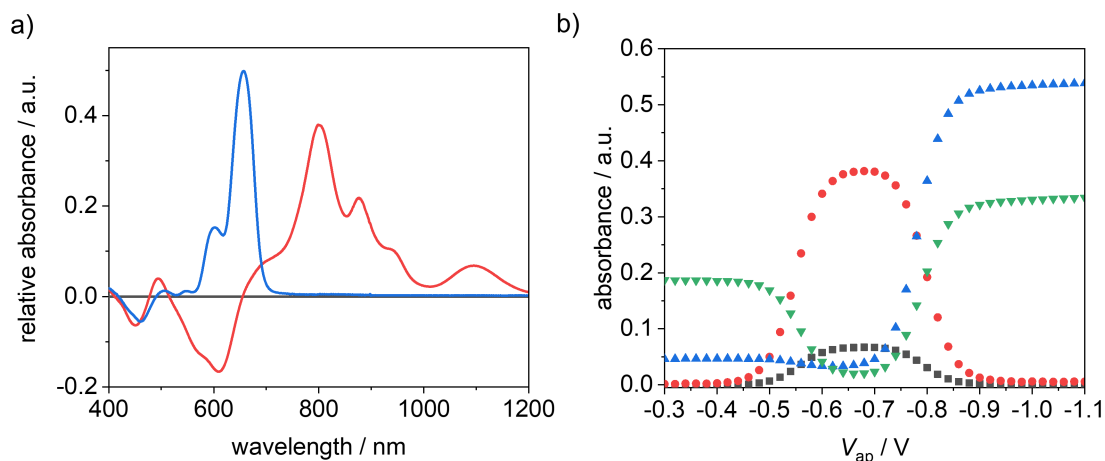 a)
relative absorbance / a.u.
0.4
0.2
0.0
-0.2
400 600 800 1000 1200
wavelength / nm
b)
absorbance / a.u.
0.6
0.5
0.4
0.3
0.2
0.1
0.0
-0.3 -0.4 -0.5 -0.6 -0.7 -0.8 -0.9 -1.0 -1.1
Vap / V